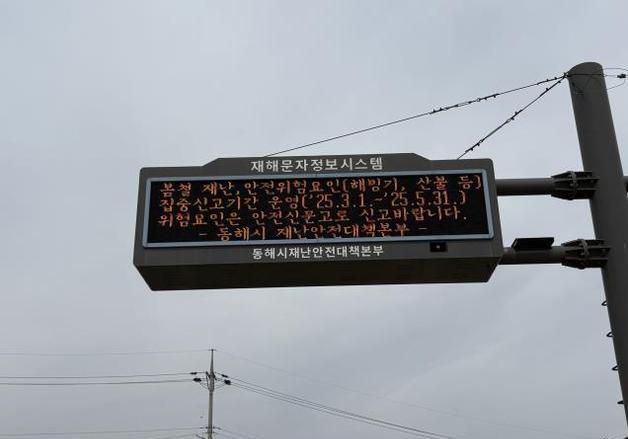 재해문자정보시스템
봄철 재난,안전위험요인(해빙기, 산불 등)
집중신고기간 운영('25.3.1.~'25.5.31.)
위험요인은 안전신문고로 신고바랍니다.
- 동해시 재난안전대책본부 -
동해시재난안전대책본부